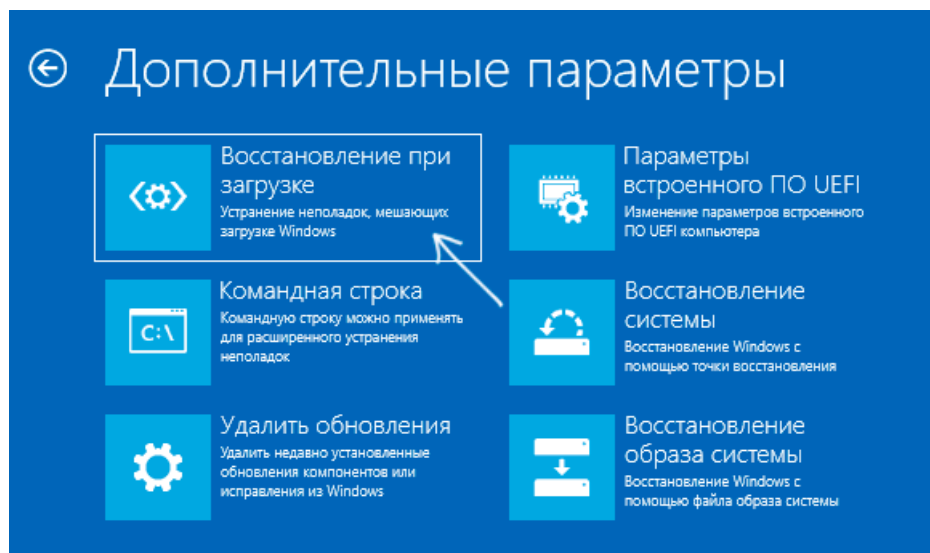 Дополнительные параметры
Восстановление при
загрузке
Устранение неполадок, мешающих
загрузке Windows
Параметры
встроенного ПО UEFI
Изменение параметров встроенного
ПО UEFI компьютера
C:\
Командная строка
Командную строку можно применять
для расширенного устранения
неполадок
Восстановление
системы
Восстановление Windows с
помощью точки восстановления
Удалить обновления
Удалить недавно установленные
обновления компонентов или
исправления из Windows
Восстановление
образа системы
Восстановление Windows с
помощью файла образа системы